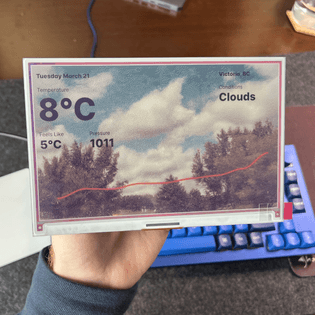 Tuesday March 21
Victoria, BC
Temperature
8°C
Conditions
Clouds
Feels Like
Pressure
5°C
1011